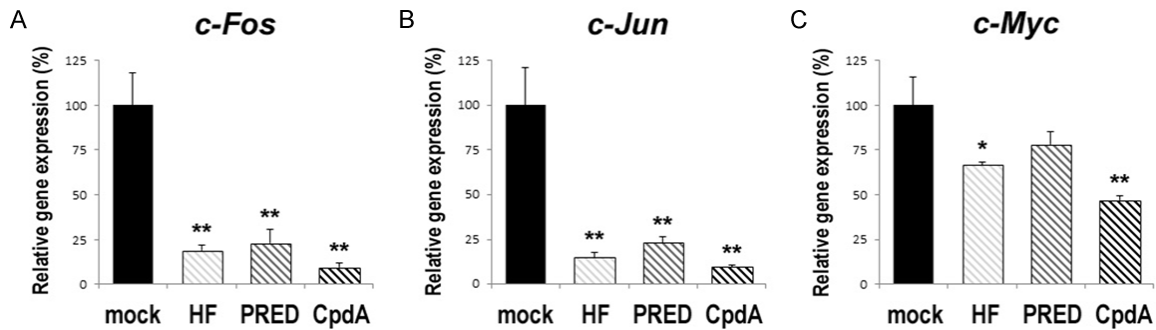 A
c-Fos
Relative gene expression (%)
125
100
75
50
25
0
**
**
**
mock HF PRED CpdA
B
c-Jun
Relative gene expression (%)
125
100
75
50
25
0
**
**
**
mock HF PRED CpdA
C
c-Myc
Relative gene expression (%)
125
100
75
50
25
0
*
**
mock HF PRED CpdA